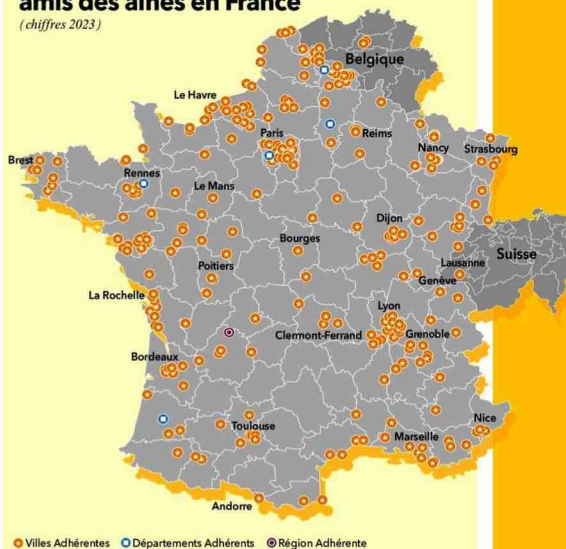 amis des aînés en France
(chiffres 2023)
Belgique
Le Havre
Paris
Reims
Nancy
Strasbourg
Brest
Rennes
Le Mans
Dijon
Bourges
Suisse
Lausanne
Poitiers
Genève
La Rochelle
Lyon
Clermont-Ferrand
Grenoble
Bordeaux
Nice
Toulouse
Marseille
Andorre
Villes Adhérentes Départements Adhérents Région Adhérente